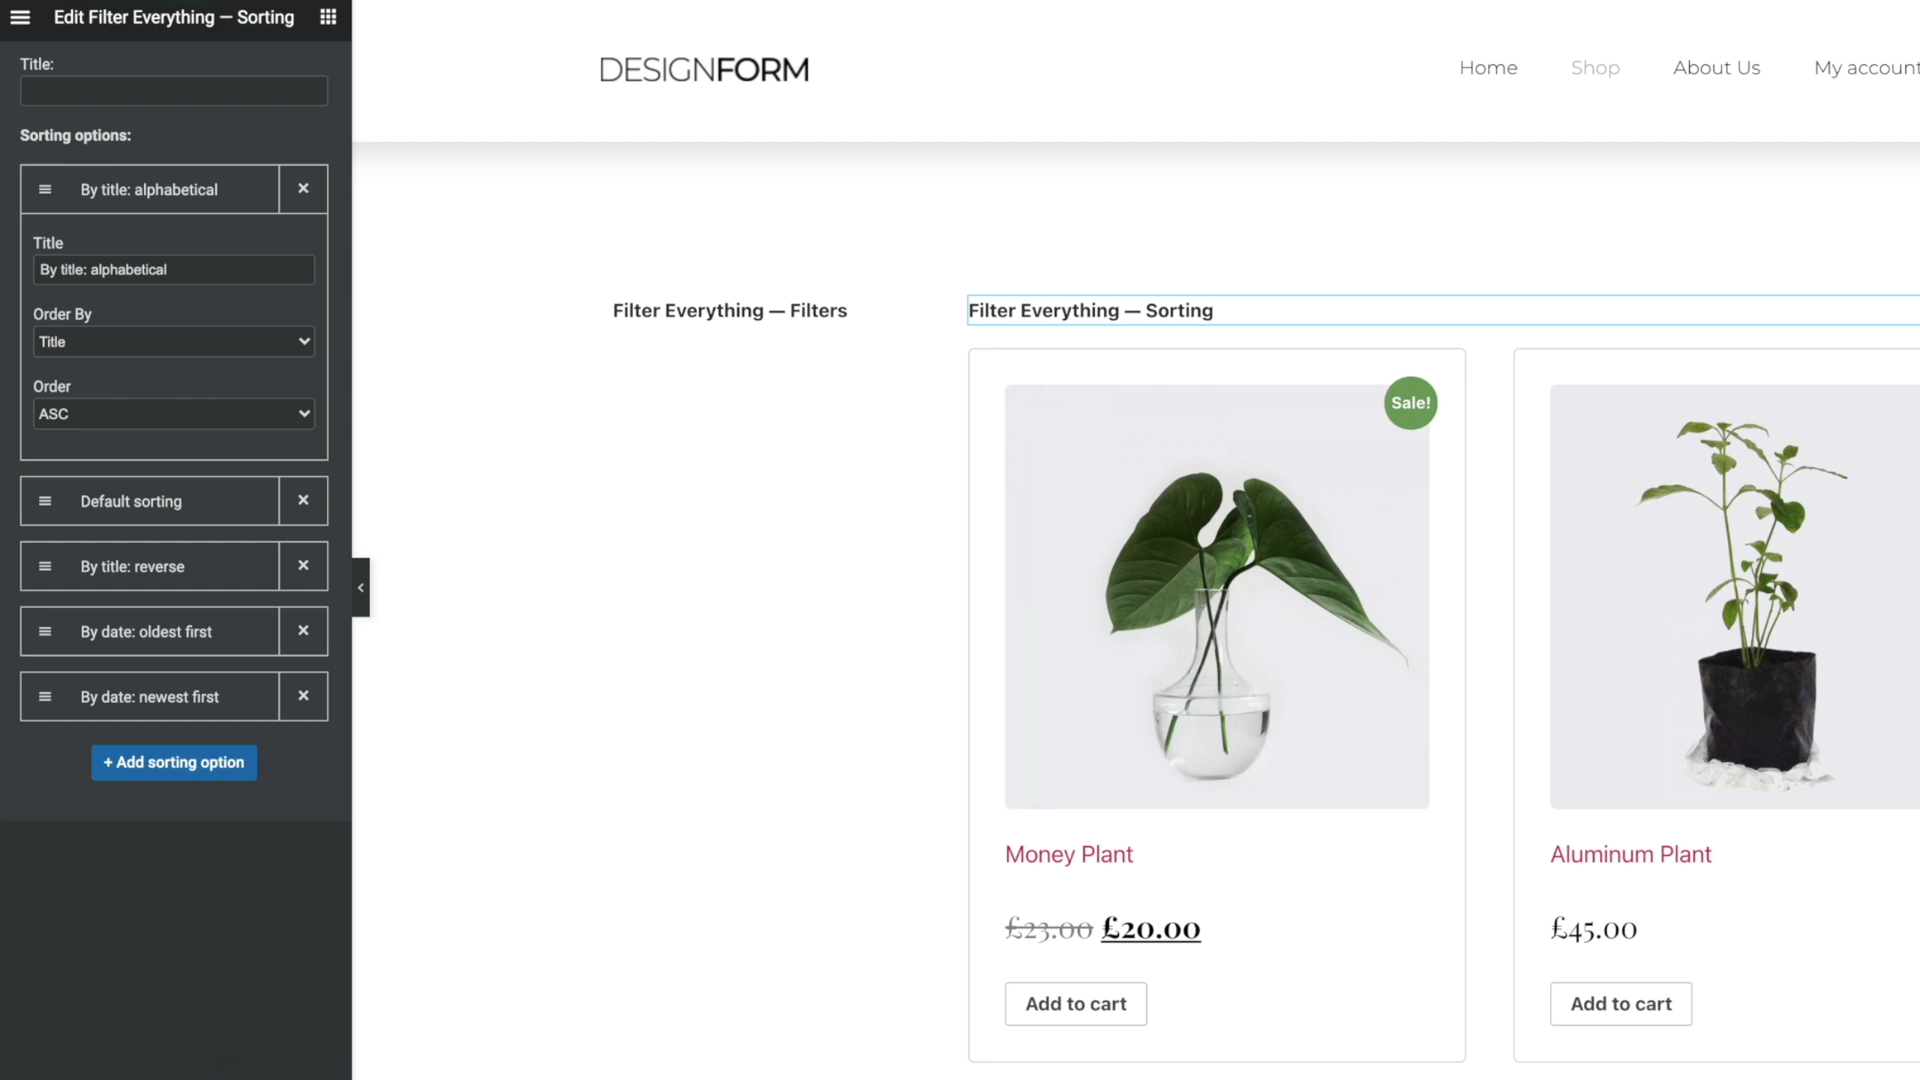 Edit Filter Everything — Sorting
Title:
Sorting options:
By title: alphabetical
Title
By title: alphabetical
Order By
Title
Order
ASC
Default sorting
By title: reverse
By date: oldest first
By date: newest first
+ Add sorting option
DESIGNFORM
Home
Shop
About Us
My account
Filter Everything — Filters
Filter Everything — Sorting
Sale!
Money Plant
£23.00 £20.00
Add to cart
Aluminum Plant
£45.00
Add to cart